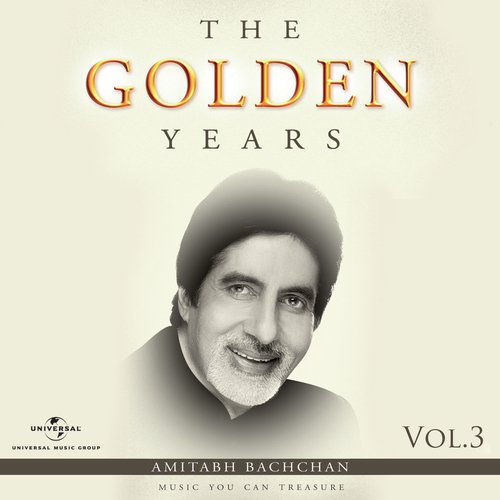 THE
GOLDEN
YEARS
UNIVERSAL
UNIVERSAL MUSIC GROUP
VOL.3
AMITABH BACHCHAN
MUSIC YOU CAN TREASURE